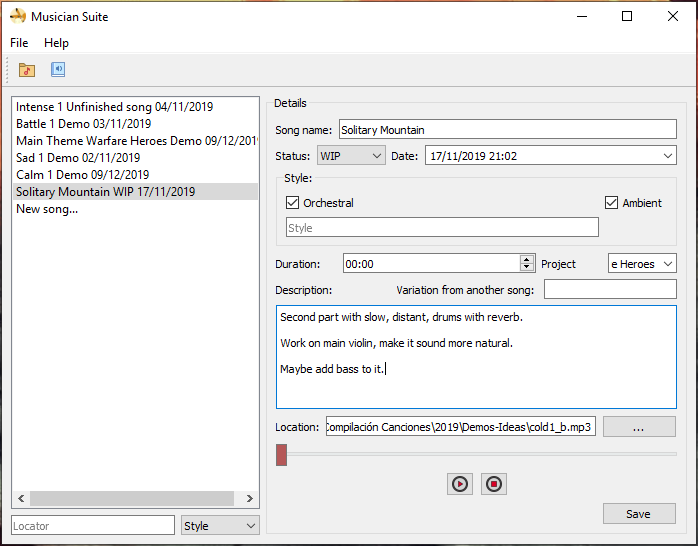 Musician Suite
File Help
Intense 1 Unfinished song 04/11/2019
Battle 1 Demo 03/11/2019
Main Theme Warfare Heroes Demo 09/12/201
Sad 1 Demo 02/11/2019
Calm 1 Demo 09/12/2019
Solitary Mountain WIP 17/11/2019
New song...
Locator
Style
Details
Song name: Solitary Mountain
Status: WIP Date: 17/11/2019 21:02
Style:
Orchestral Ambient
Style
Duration: 00:00 Project e Heroes
Description: Variation from another song:
Second part with slow, distant, drums with reverb.
Work on main violin, make it sound more natural.
Maybe add bass to it.
Location: Compilación Canciones\2019\Demos-Ideas\cold1_b.mp3 ...
Save